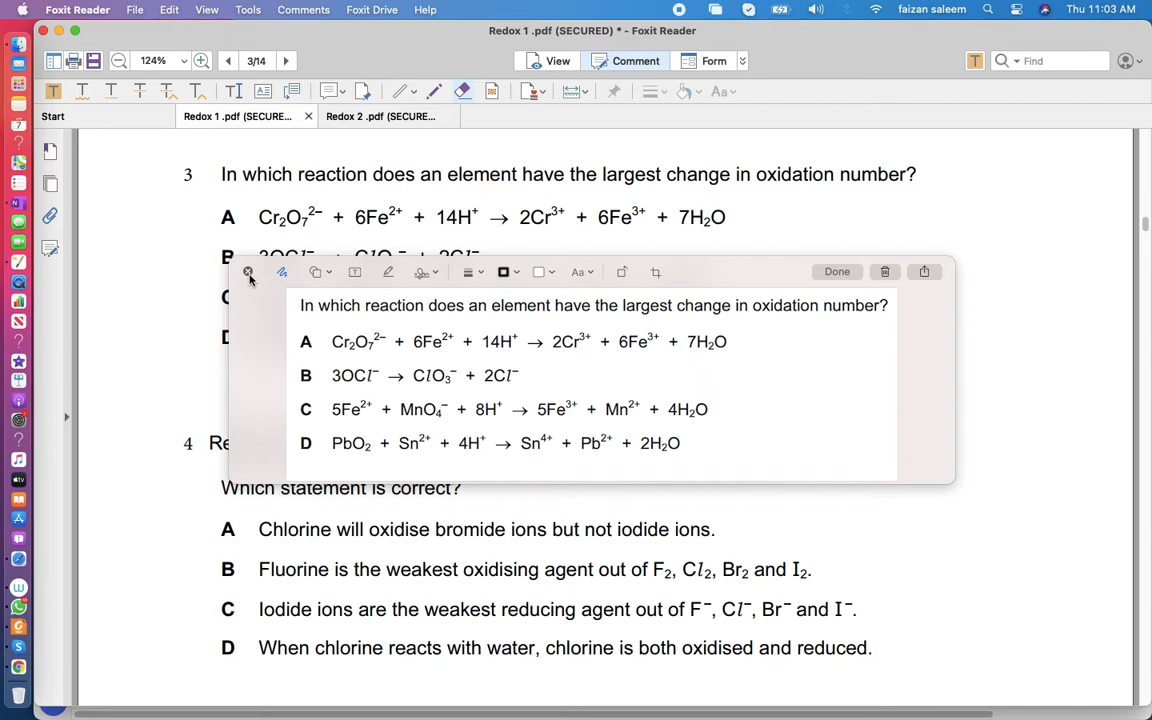 Foxit Reader File Edit View Tools Comments Foxit Drive Help faizan saleem Thu 11:03 AM
Redox 1 .pdf (SECURED) * - Foxit Reader
124% 3/14 View Comment Form Find
Start Redox 1 .pdf (SECURE... Redox 2 .pdf (SECURE...
3 In which reaction does an element have the largest change in oxidation number?
A Cr₂O₇²⁻ + 6Fe²⁺ + 14H⁺ → 2Cr³⁺ + 6Fe³⁺ + 7H₂O
B 3OCl⁻ → ClO₃⁻ + 2Cl⁻
Aa Done
In which reaction does an element have the largest change in oxidation number?
A Cr₂O₇²⁻ + 6Fe²⁺ + 14H⁺ → 2Cr³⁺ + 6Fe³⁺ + 7H₂O
B 3OCl⁻ → ClO₃⁻ + 2Cl⁻
C 5Fe²⁺ + MnO₄⁻ + 8H⁺ → 5Fe³⁺ + Mn²⁺ + 4H₂O
D PbO₂ + Sn²⁺ + 4H⁺ → Sn⁴⁺ + Pb²⁺ + 2H₂O
4 Re
Which statement is correct?
A Chlorine will oxidise bromide ions but not iodide ions.
B Fluorine is the weakest oxidising agent out of F₂, Cl₂, Br₂ and I₂.
C Iodide ions are the weakest reducing agent out of F⁻, Cl⁻, Br⁻ and I⁻.
D When chlorine reacts with water, chlorine is both oxidised and reduced.